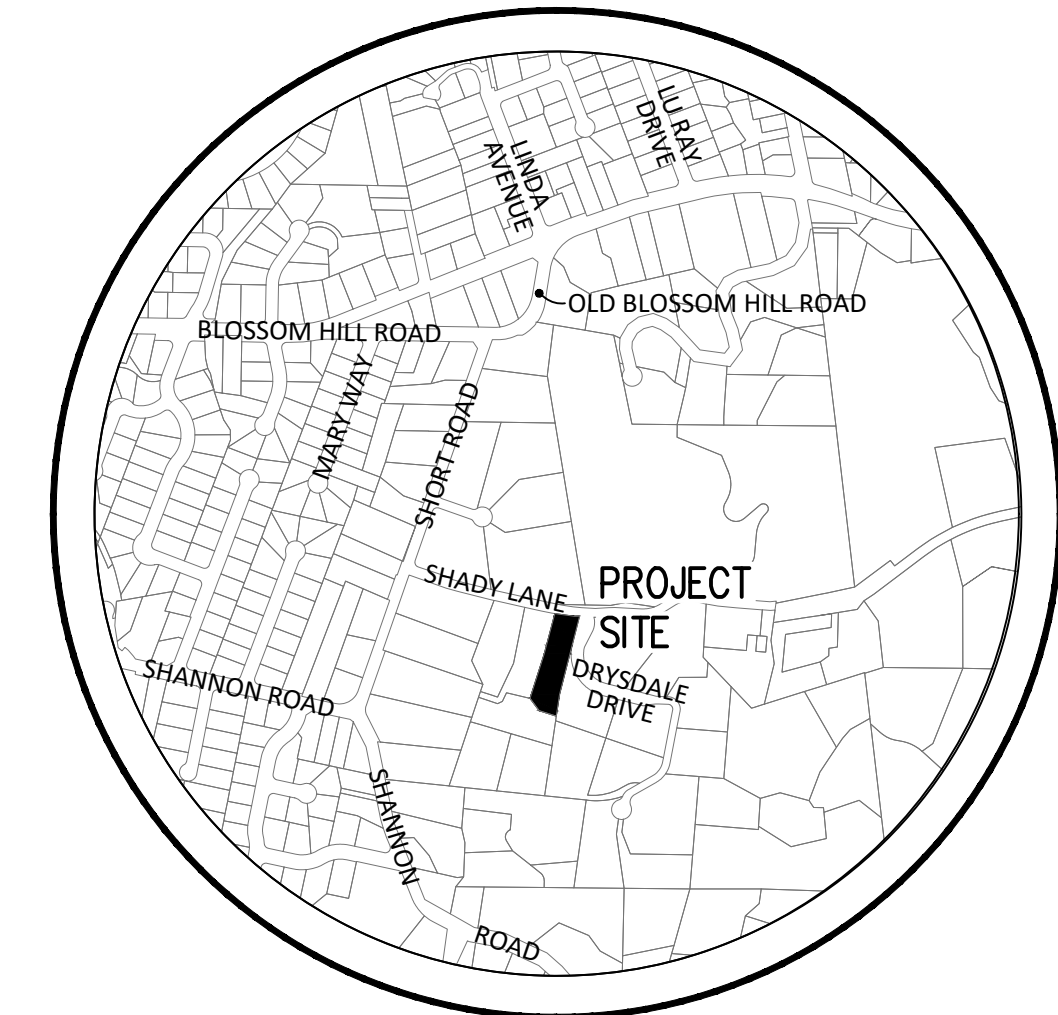 LU RAY
DRIVE
LINDA
AVENUE
OLD BLOSSOM HILL ROAD
BLOSSOM HILL ROAD
MARY WAY
SHORT ROAD
SHADY LANE
PROJECT
SITE
DRYSDALE
DRIVE
SHANNON ROAD
SHANNON
ROAD